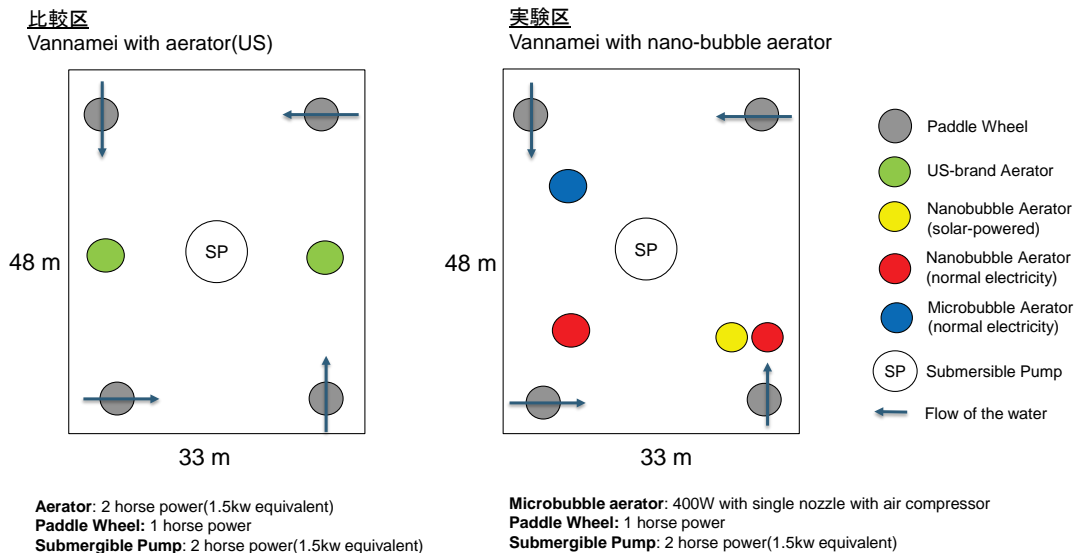 比較区
Vannamei with aerator(US)
48 m
SP
33 m
Aerator: 2 horse power(1.5kw equivalent)
Paddle Wheel: 1 horse power
Submergible Pump: 2 horse power(1.5kw equivalent)
実験区
Vannamei with nano-bubble aerator
48 m
SP
33 m
Microbubble aerator: 400W with single nozzle with air compressor
Paddle Wheel: 1 horse power
Submergible Pump: 2 horse power(1.5kw equivalent)
Paddle Wheel
US-brand Aerator
Nanobubble Aerator
(solar-powered)
Nanobubble Aerator
(normal electricity)
Microbubble Aerator
(normal electricity)
SP
Submersible Pump
Flow of the water